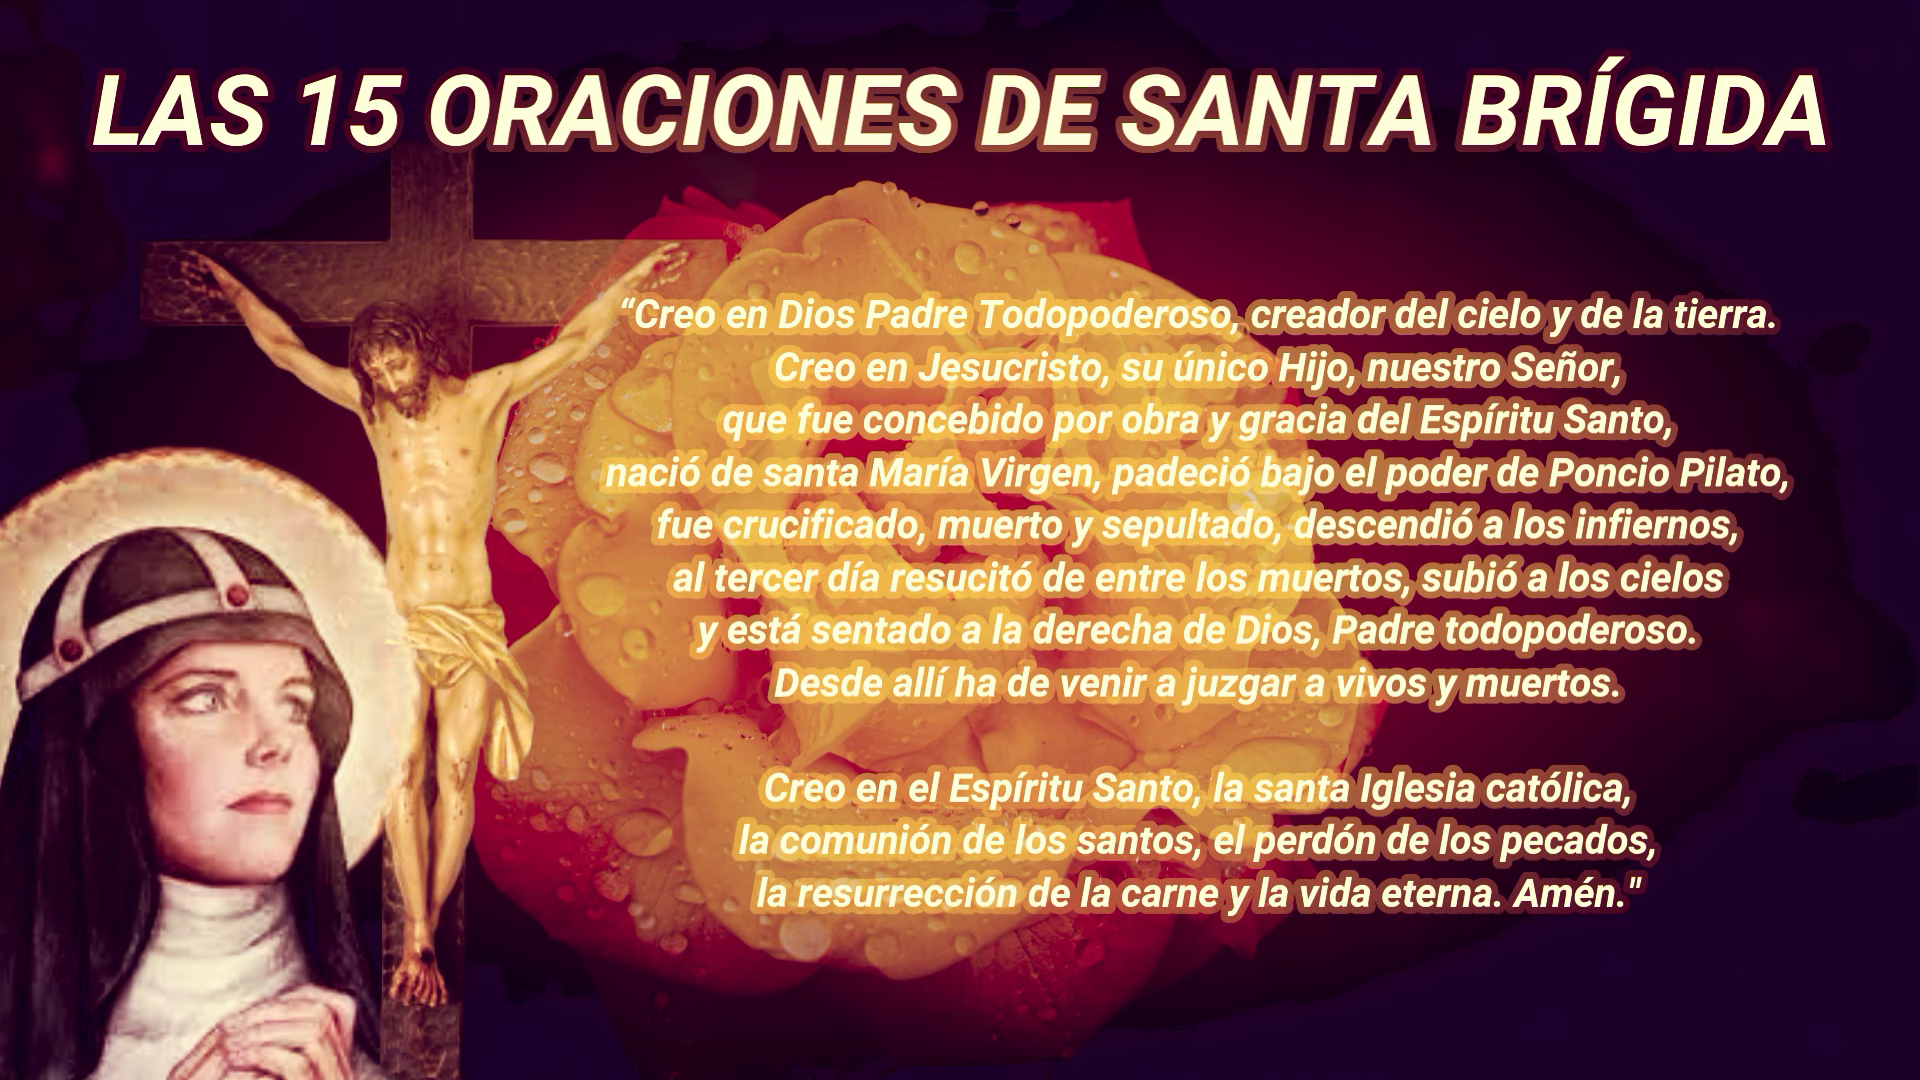 LAS 15 ORACIONES DE SANTA BRÍGIDA
“Creo en Dios Padre Todopoderoso, creador del cielo y de la tierra.
Creo en Jesucristo, su único Hijo, nuestro Señor,
que fue concebido por obra y gracia del Espíritu Santo,
nació de santa María Virgen, padeció bajo el poder de Poncio Pilato,
fue crucificado, muerto y sepultado, descendió a los infiernos,
al tercer día resucitó de entre los muertos, subió a los cielos
y está sentado a la derecha de Dios, Padre todopoderoso.
Desde allí ha de venir a juzgar a vivos y muertos.
Creo en el Espíritu Santo, la santa Iglesia católica,
la comunión de los santos, el perdón de los pecados,
la resurrección de la carne y la vida eterna. Amén."